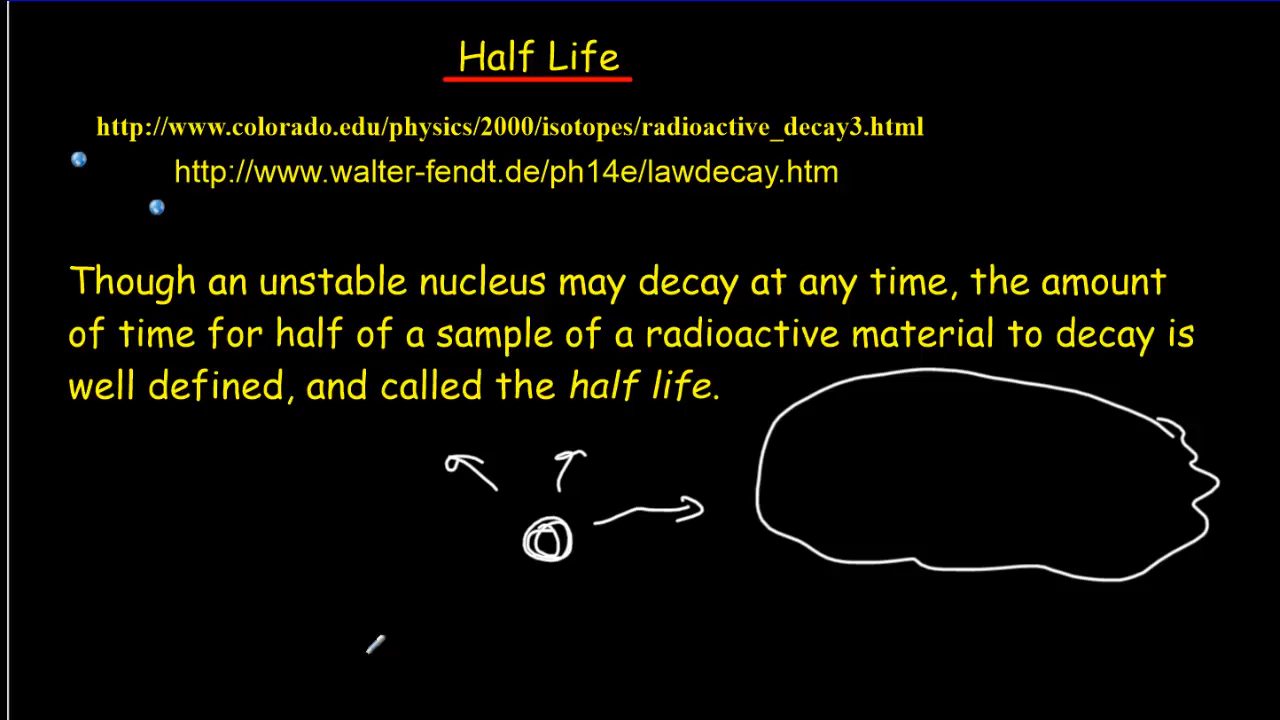 Half Life
http://www.colorado.edu/physics/2000/isotopes/radioactive_decay3.html
http://www.walter-fendt.de/ph14e/lawdecay.htm
Though an unstable nucleus may decay at any time, the amount
of time for half of a sample of a radioactive material to decay is
well defined, and called the half life.